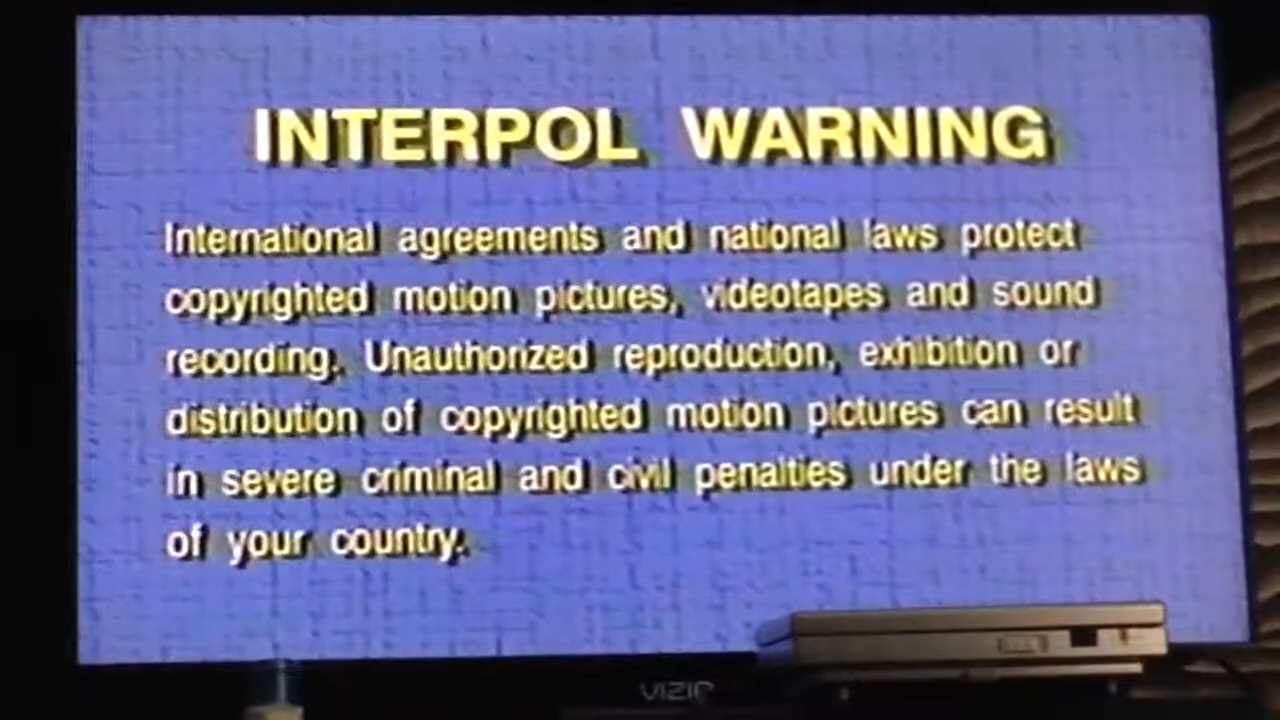 INTERPOL WARNING
International agreements and national laws protect
copyrighted motion pictures, videotapes and sound
recording. Unauthorized reproduction, exhibition or
distribution of copyrighted motion pictures can result
in severe criminal and civil penalties under the laws
of your country.
VIZIO